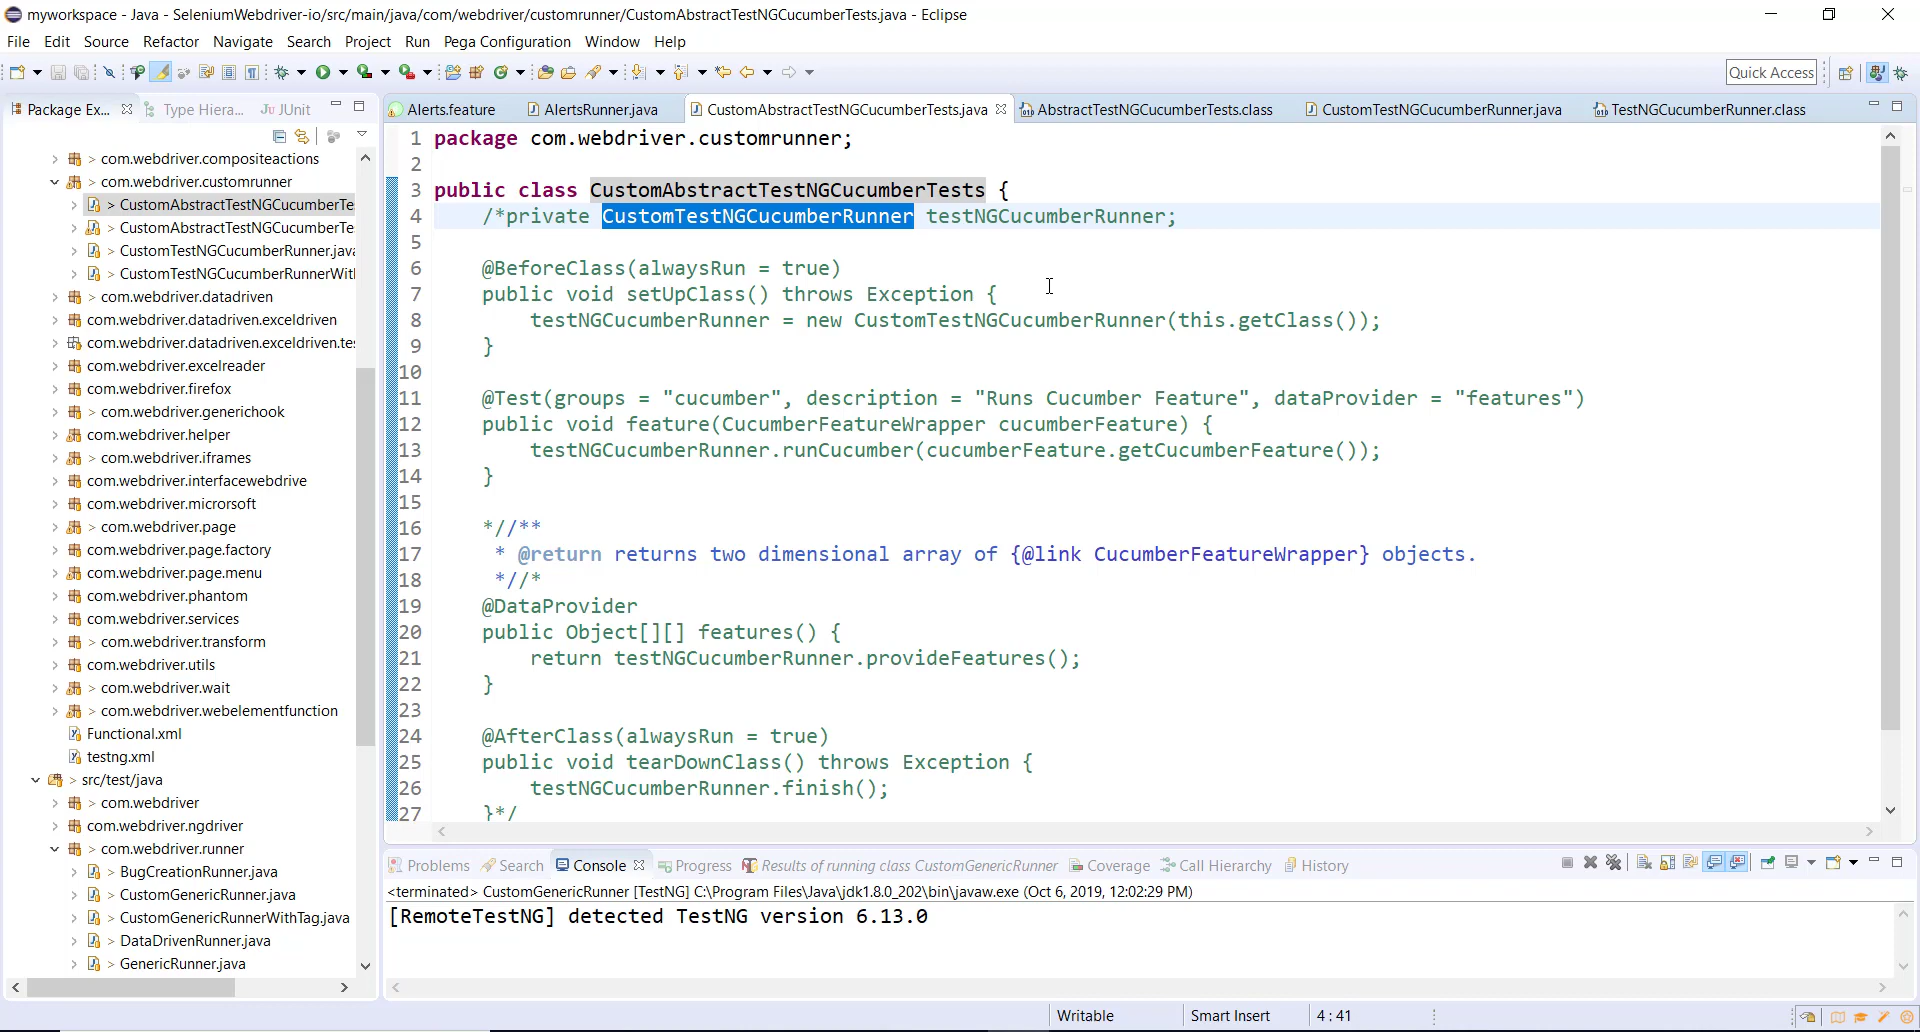 myworkspace - Java - SeleniumWebdriver-io/src/main/java/com/webdriver/customrunner/CustomAbstractTestNGCucumberTests.java - Eclipse
File Edit Source Refactor Navigate Search Project Run Pega Configuration Window Help
Quick Access
Package Ex... Type Hiera... JUnit
Alerts.feature AlertsRunner.java CustomAbstractTestNGCucumberTests.java AbstractTestNGCucumberTests.class CustomTestNGCucumberRunner.java TestNGCucumberRunner.class
> com.webdriver.compositeactions
> com.webdriver.customrunner
> CustomAbstractTestNGCucumberTe
> CustomAbstractTestNGCucumberTe
> CustomTestNGCucumberRunner.java
> CustomTestNGCucumberRunnerWith
> com.webdriver.datadriven
com.webdriver.datadriven.exceldriven
com.webdriver.datadriven.exceldriven.te
com.webdriver.excelreader
com.webdriver.firefox
> com.webdriver.generichook
com.webdriver.helper
> com.webdriver.iframes
com.webdriver.interfacewebdrive
com.webdriver.microrsoft
> com.webdriver.page
com.webdriver.page.factory
com.webdriver.page.menu
com.webdriver.phantom
com.webdriver.services
> com.webdriver.transform
com.webdriver.utils
> com.webdriver.wait
> com.webdriver.webelementfunction
Functional.xml
testng.xml
> src/test/java
> com.webdriver
com.webdriver.ngdriver
> com.webdriver.runner
> BugCreationRunner.java
> CustomGenericRunner.java
> CustomGenericRunnerWithTag.java
> DataDrivenRunner.java
> GenericRunner.java
1 package com.webdriver.customrunner;
2
3 public class CustomAbstractTestNGCucumberTests {
4 /*private CustomTestNGCucumberRunner testNGCucumberRunner;
5
6 @BeforeClass(alwaysRun = true)
7 public void setUpClass() throws Exception {
8 testNGCucumberRunner = new CustomTestNGCucumberRunner(this.getClass());
9 }
10
11 @Test(groups = "cucumber", description = "Runs Cucumber Feature", dataProvider = "features")
12 public void feature(CucumberFeatureWrapper cucumberFeature) {
13 testNGCucumberRunner.runCucumber(cucumberFeature.getCucumberFeature());
14 }
15
16 *//**
17 * @return returns two dimensional array of {@link CucumberFeatureWrapper} objects.
18 *//*
19 @DataProvider
20 public Object[][] features() {
21 return testNGCucumberRunner.provideFeatures();
22 }
23
24 @AfterClass(alwaysRun = true)
25 public void tearDownClass() throws Exception {
26 testNGCucumberRunner.finish();
27 }*/
Problems Search Console Progress Results of running class CustomGenericRunner Coverage Call Hierarchy History
<terminated> CustomGenericRunner [TestNG] C:\Program Files\Java\jdk1.8.0_202\bin\javaw.exe (Oct 6, 2019, 12:02:29 PM)
[RemoteTestNG] detected TestNG version 6.13.0
Writable Smart Insert 4 : 41